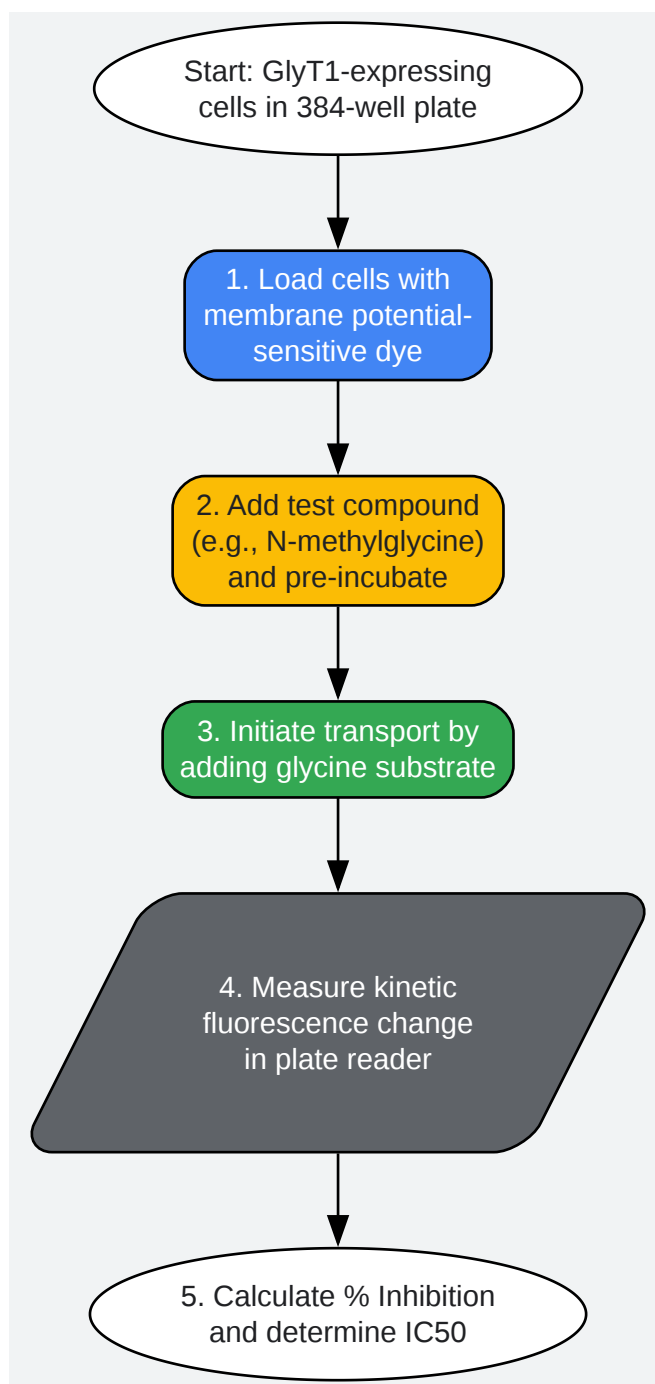 Start: GlyT1-expressing
cells in 384-well plate
1. Load cells with
membrane potential-
sensitive dye
2. Add test compound
(e.g., N-methylglycine)
and pre-incubate
3. Initiate transport by
adding glycine substrate
4. Measure kinetic
fluorescence change
in plate reader
5. Calculate % Inhibition
and determine IC50